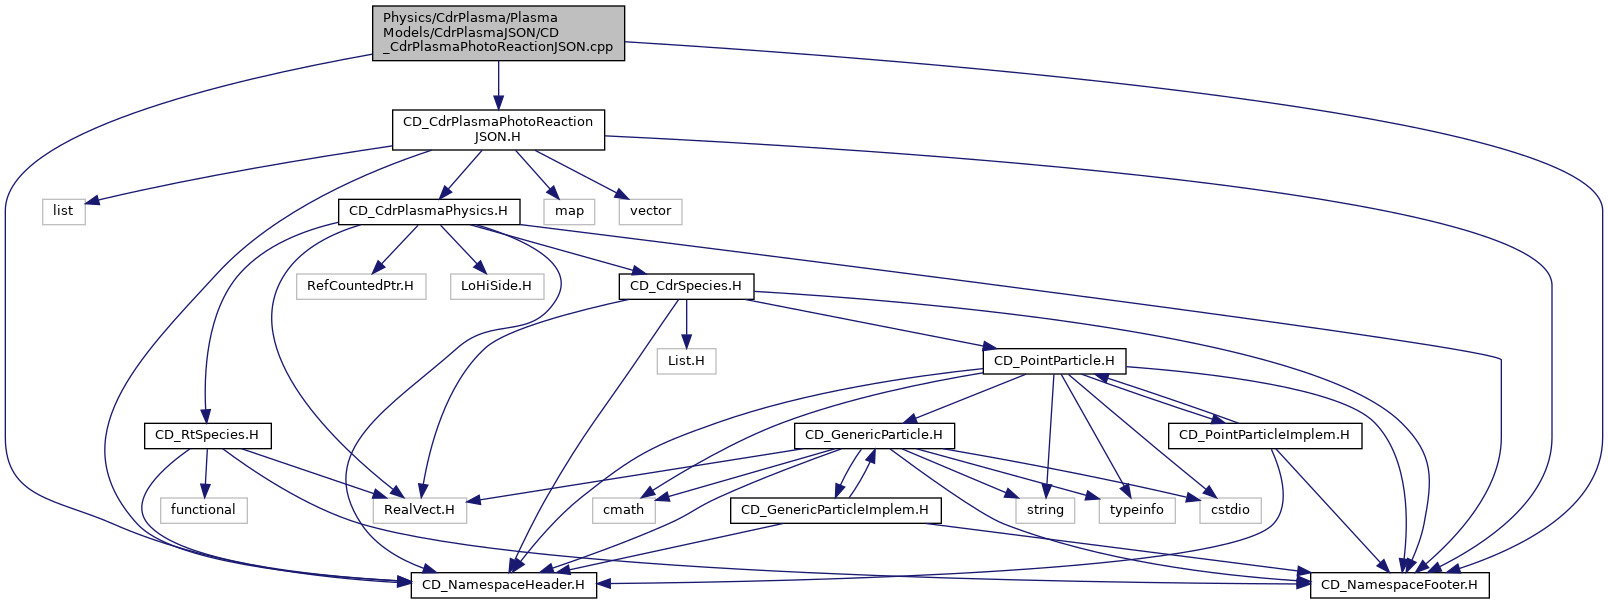 Physics/CdrPlasma/Plasma
Models/CdrPlasmaJSON/CD
_CdrPlasmaPhotoReactionJSON.cpp
CD_CdrPlasmaPhotoReaction
JSON.H
list
CD_CdrPlasmaPhysics.H
map
vector
RefCountedPtr.H
LoHiSide.H
CD_CdrSpecies.H
List.H
CD_PointParticle.H
CD_RtSpecies.H
CD_GenericParticle.H
CD_PointParticleImplem.H
functional
RealVect.H
cmath
CD_GenericParticleImplem.H
string
typeinfo
cstdio
CD_NamespaceHeader.H
CD_NamespaceFooter.H